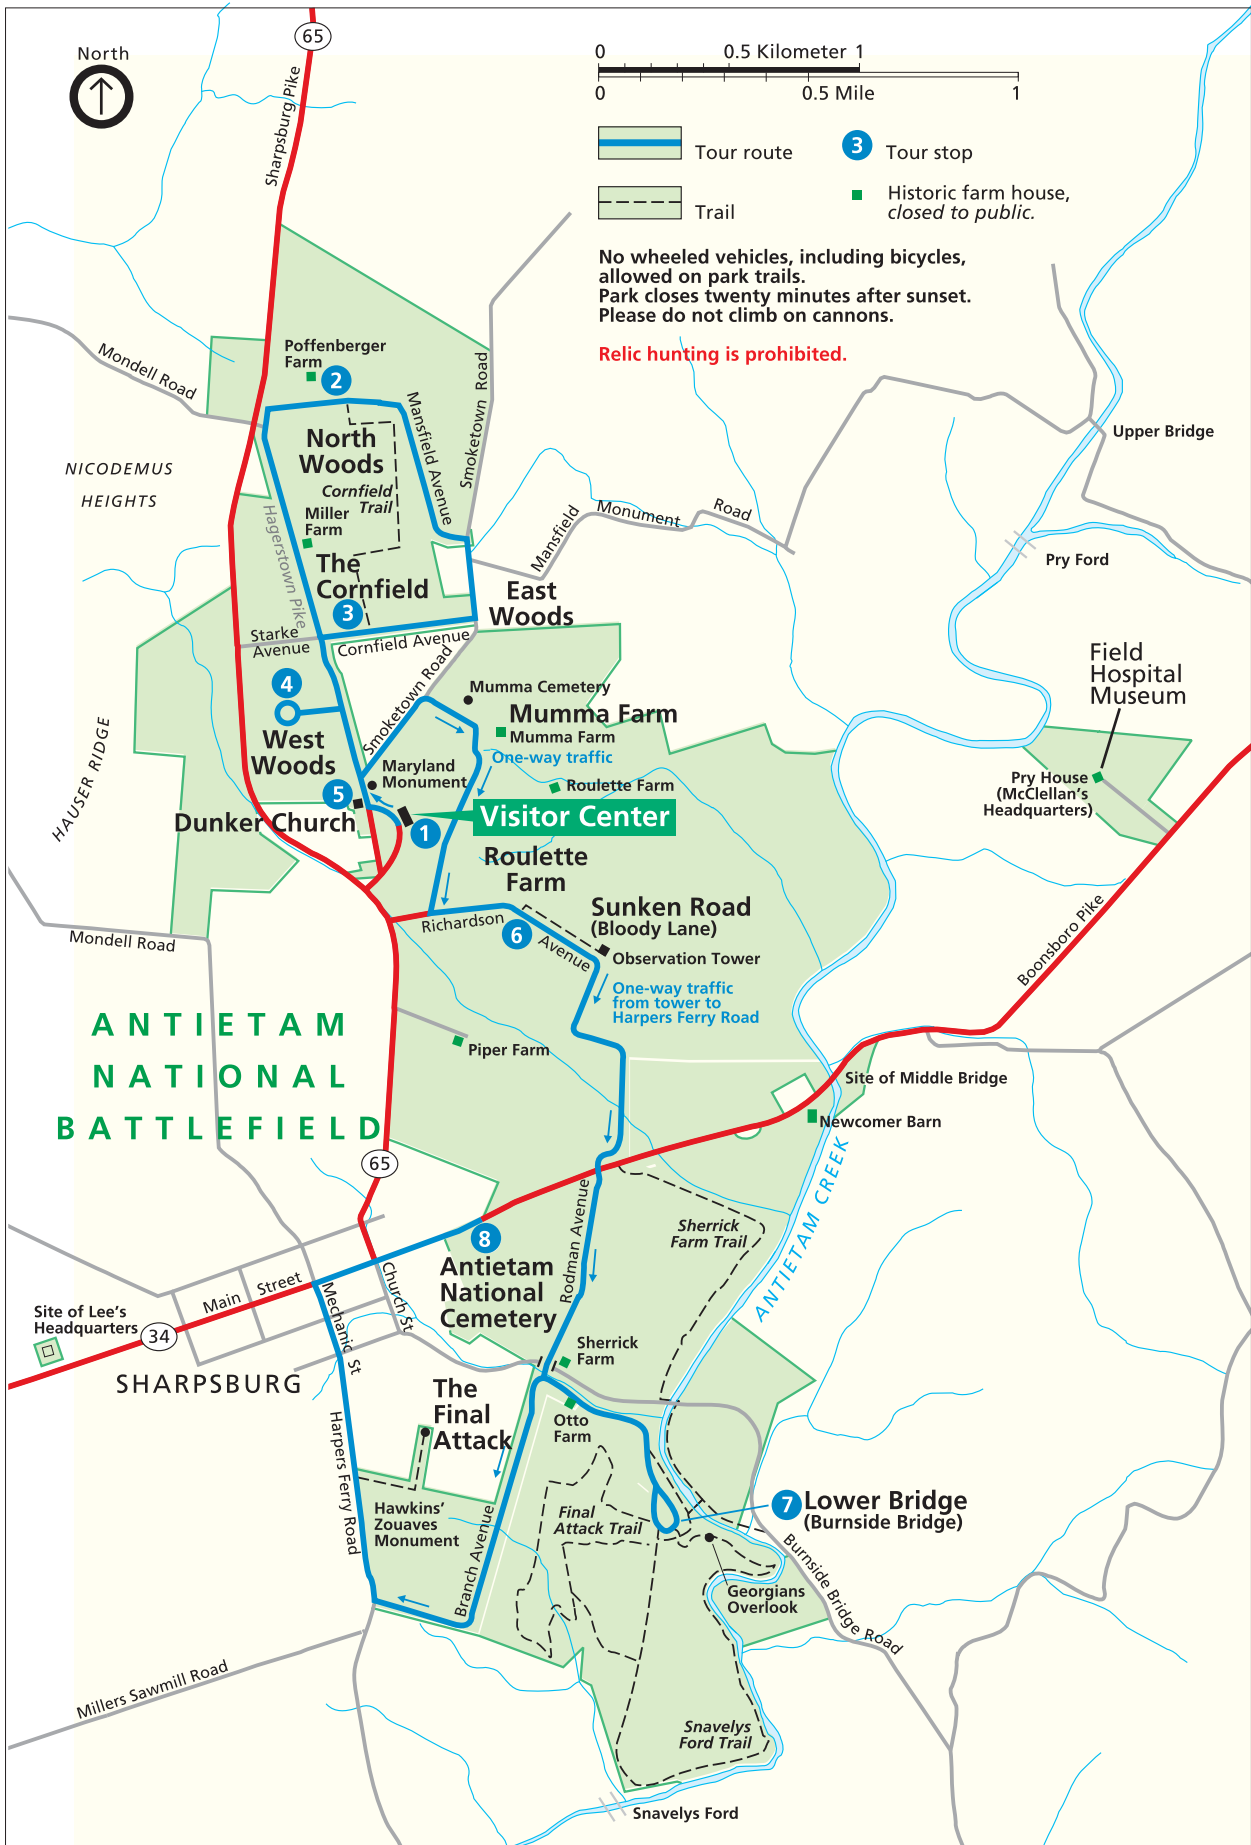 North
65
Sharpsburg Pike
0 0.5 Kilometer 1
0 0.5 Mile 1
Tour route
3
Tour stop
Trail
Historic farm house,
closed to public.
No wheeled vehicles, including bicycles,
allowed on park trails.
Park closes twenty minutes after sunset.
Please do not climb on cannons.
Relic hunting is prohibited.
Mondell Road
Poffenberger
Farm
2
Mansfield Avenue
Smoketown Road
North
Woods
Cornfield
Trail
NICODEMUS
HEIGHTS
Miller
Farm
Hagerstown Pike
The
Cornfield
3
Mansfield
Monument
Road
Upper Bridge
Pry Ford
East
Woods
Starke
Avenue
Cornfield Avenue
Smoketown Road
4
West
Woods
HAUSER RIDGE
Mumma Cemetery
Mumma Farm
Mumma Farm
One-way traffic
Field
Hospital
Museum
Pry House
(McClellan's
Headquarters)
Maryland
Monument
Roulette Farm
5
Dunker Church
1
Visitor Center
Roulette
Farm
Mondell Road
Richardson
Avenue
6
Sunken Road
(Bloody Lane)
Observation Tower
One-way traffic
from tower to
Harpers Ferry Road
Boonsboro Pike
ANTIETAM
NATIONAL
BATTLEFIELD
Piper Farm
Site of Middle Bridge
Newcomer Barn
65
ANTIETAM CREEK
Rodman Avenue
Sherrick
Farm Trail
8
Antietam
National
Cemetery
Church St
Main Street
Mechanic St
Site of Lee's
Headquarters
34
SHARPSBURG
Sherrick
Farm
Otto
Farm
The
Final
Attack
Harpers Ferry Road
Hawkins'
Zouaves
Monument
Branch Avenue
Final
Attack Trail
7
Lower Bridge
(Burnside Bridge)
Georgians
Overlook
Burnside Bridge Road
Millers Sawmill Road
Snavelys
Ford Trail
Snavelys Ford